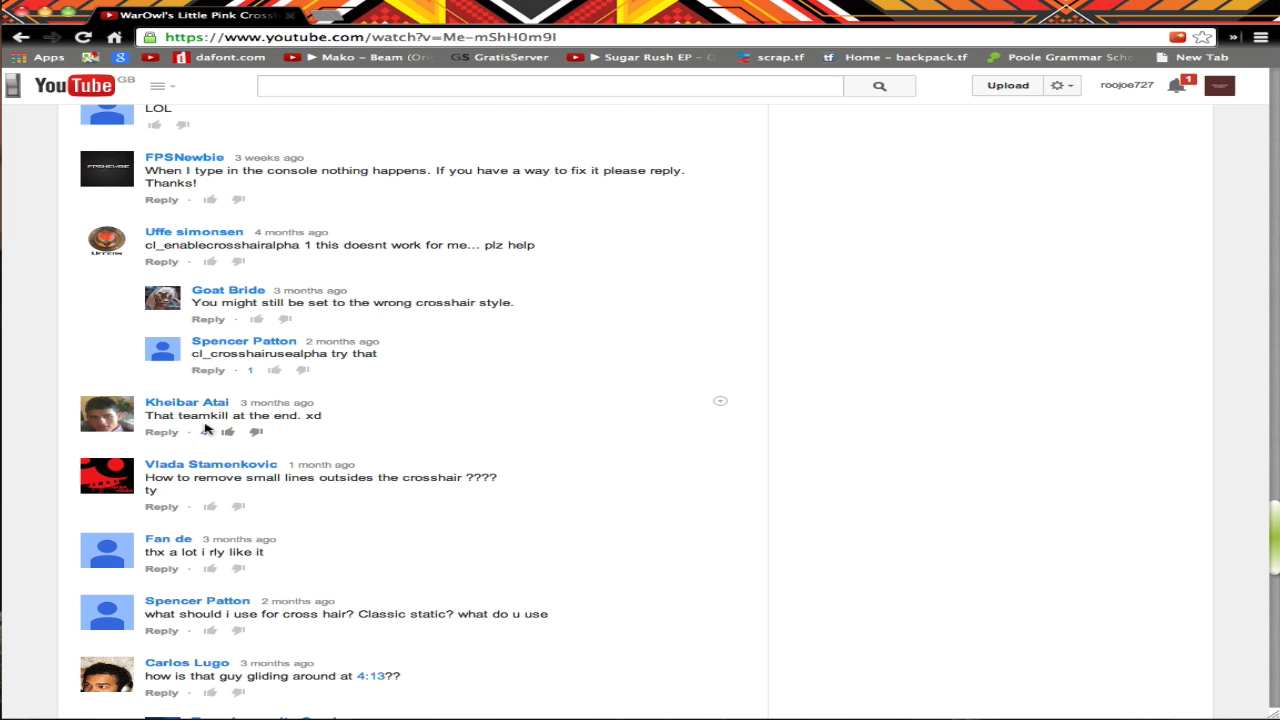 WarOwl's Little Pink Cross
https://www.youtube.com/watch?v=Me-mShH0m9I
Apps dafont.com Mako – Beam (Ori GS GratisServer Sugar Rush EP – scrap.tf tf Home – backpack.tf Poole Grammar Sch New Tab
YouTube GB Upload roojoe727 1
LOL
FPSNEWBIE
FPSNewbie 3 weeks ago
When I type in the console nothing happens. If you have a way to fix it please reply.
Thanks!
Reply ·
Uffe simonsen 4 months ago
cl_enablecrosshairalpha 1 this doesnt work for me... plz help
Reply ·
Goat Bride 3 months ago
You might still be set to the wrong crosshair style.
Reply ·
Spencer Patton 2 months ago
cl_crosshairusealpha try that
Reply · 1
Kheibar Atai 3 months ago
That teamkill at the end. xd
Reply ·
Vlada Stamenkovic 1 month ago
How to remove small lines outsides the crosshair ????
ty
Reply ·
Fan de 3 months ago
thx a lot i rly like it
Reply ·
Spencer Patton 2 months ago
what should i use for cross hair? Classic static? what do u use
Reply ·
Carlos Lugo 3 months ago
how is that guy gliding around at 4:13??
Reply ·